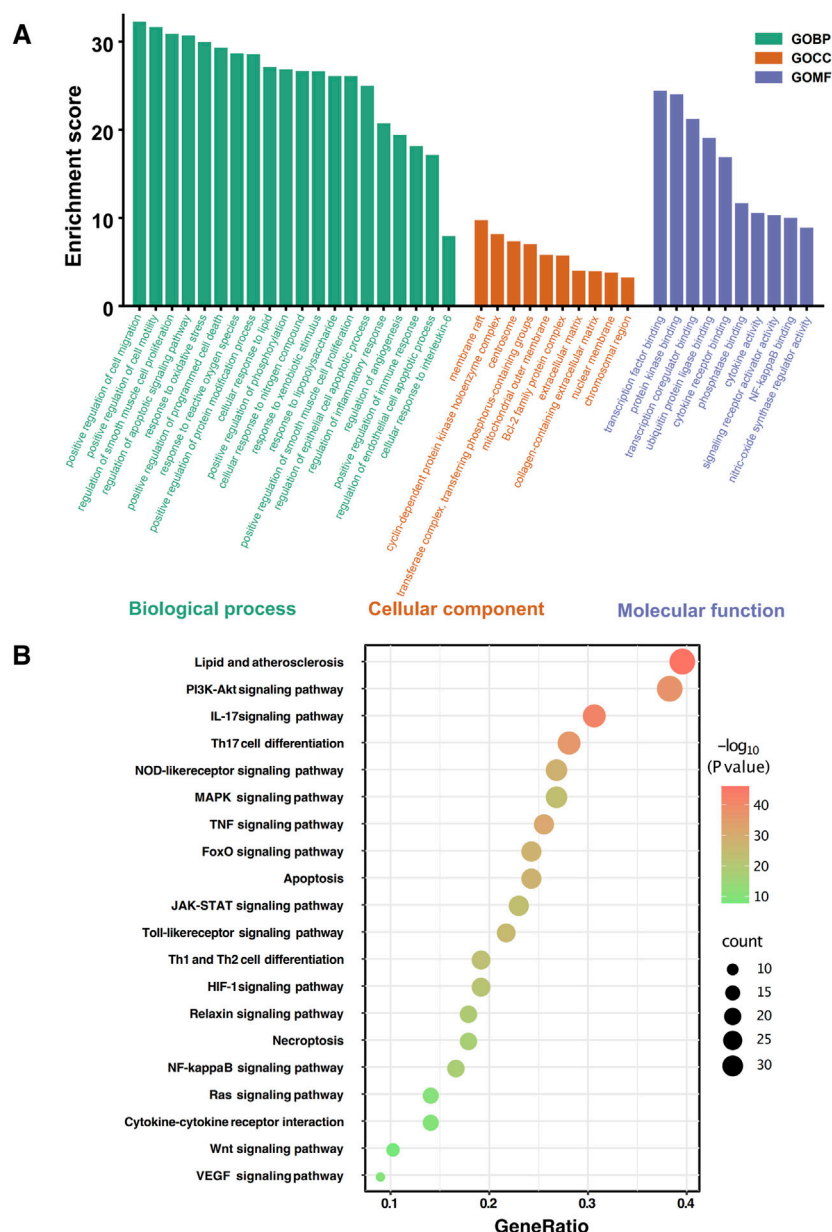 A
GOBP
GOCC
GOMF
Enrichment score
30
20
10
0
positive regulation of cell migration
positive regulation of cell motility
regulation of smooth muscle cell proliferation
regulation of apoptotic signaling pathway
response to oxidative stress
positive regulation of programmed cell death
response to reactive oxygen species
positive regulation of protein modification process
cellular response to lipid
positive regulation of phosphorylation
cellular response to nitrogen compound
response to xenobiotic stimulus
response to lipopolysaccharide
positive regulation of smooth muscle cell proliferation
regulation of epithelial cell apoptotic process
regulation of inflammatory response
regulation of angiogenesis
positive regulation of immune response
regulation of endothelial cell apoptotic process
cellular response to interleukin-6
membrane raft
cyclin-dependent protein kinase holoenzyme complex
centrosome
transferase complex, transferring phosphorus-containing groups
mitochondrial outer membrane
Bcl-2 family protein complex
extracellular matrix
collagen-containing extracellular matrix
nuclear membrane
chromosomal region
transcription factor binding
protein kinase binding
transcription coregulator binding
ubiquitin protein ligase binding
cytokine receptor binding
phosphatase binding
cytokine activity
signaling receptor activator activity
NF-kappaB binding
nitric-oxide synthase regulator activity
Biological process
Cellular component
Molecular function
B
Lipid and atherosclerosis
PI3K-Akt signaling pathway
IL-17signaling pathway
Th17 cell differentiation
NOD-likereceptor signaling pathway
MAPK signaling pathway
TNF signaling pathway
FoxO signaling pathway
Apoptosis
JAK-STAT signaling pathway
Toll-likereceptor signaling pathway
Th1 and Th2 cell differentiation
HIF-1signaling pathway
Relaxin signaling pathway
Necroptosis
NF-kappaB signaling pathway
Ras signaling pathway
Cytokine-cytokine receptor interaction
Wnt signaling pathway
VEGF signaling pathway
0.1
0.2
0.3
0.4
GeneRatio
−log10
(P value)
40
30
20
10
count
10
15
20
25
30